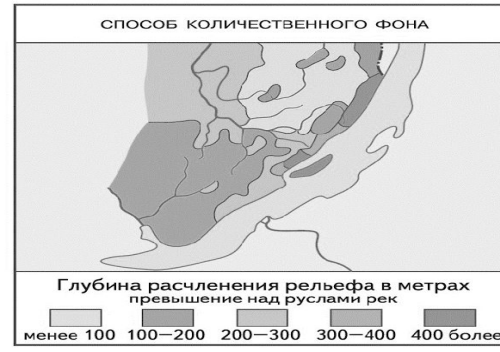 СПОСОБ КОЛИЧЕСТВЕННОГО ФОНА
Глубина расчленения рельефа в метрах
превышение над руслами рек
менее 100 100–200 200–300 300–400 400 более